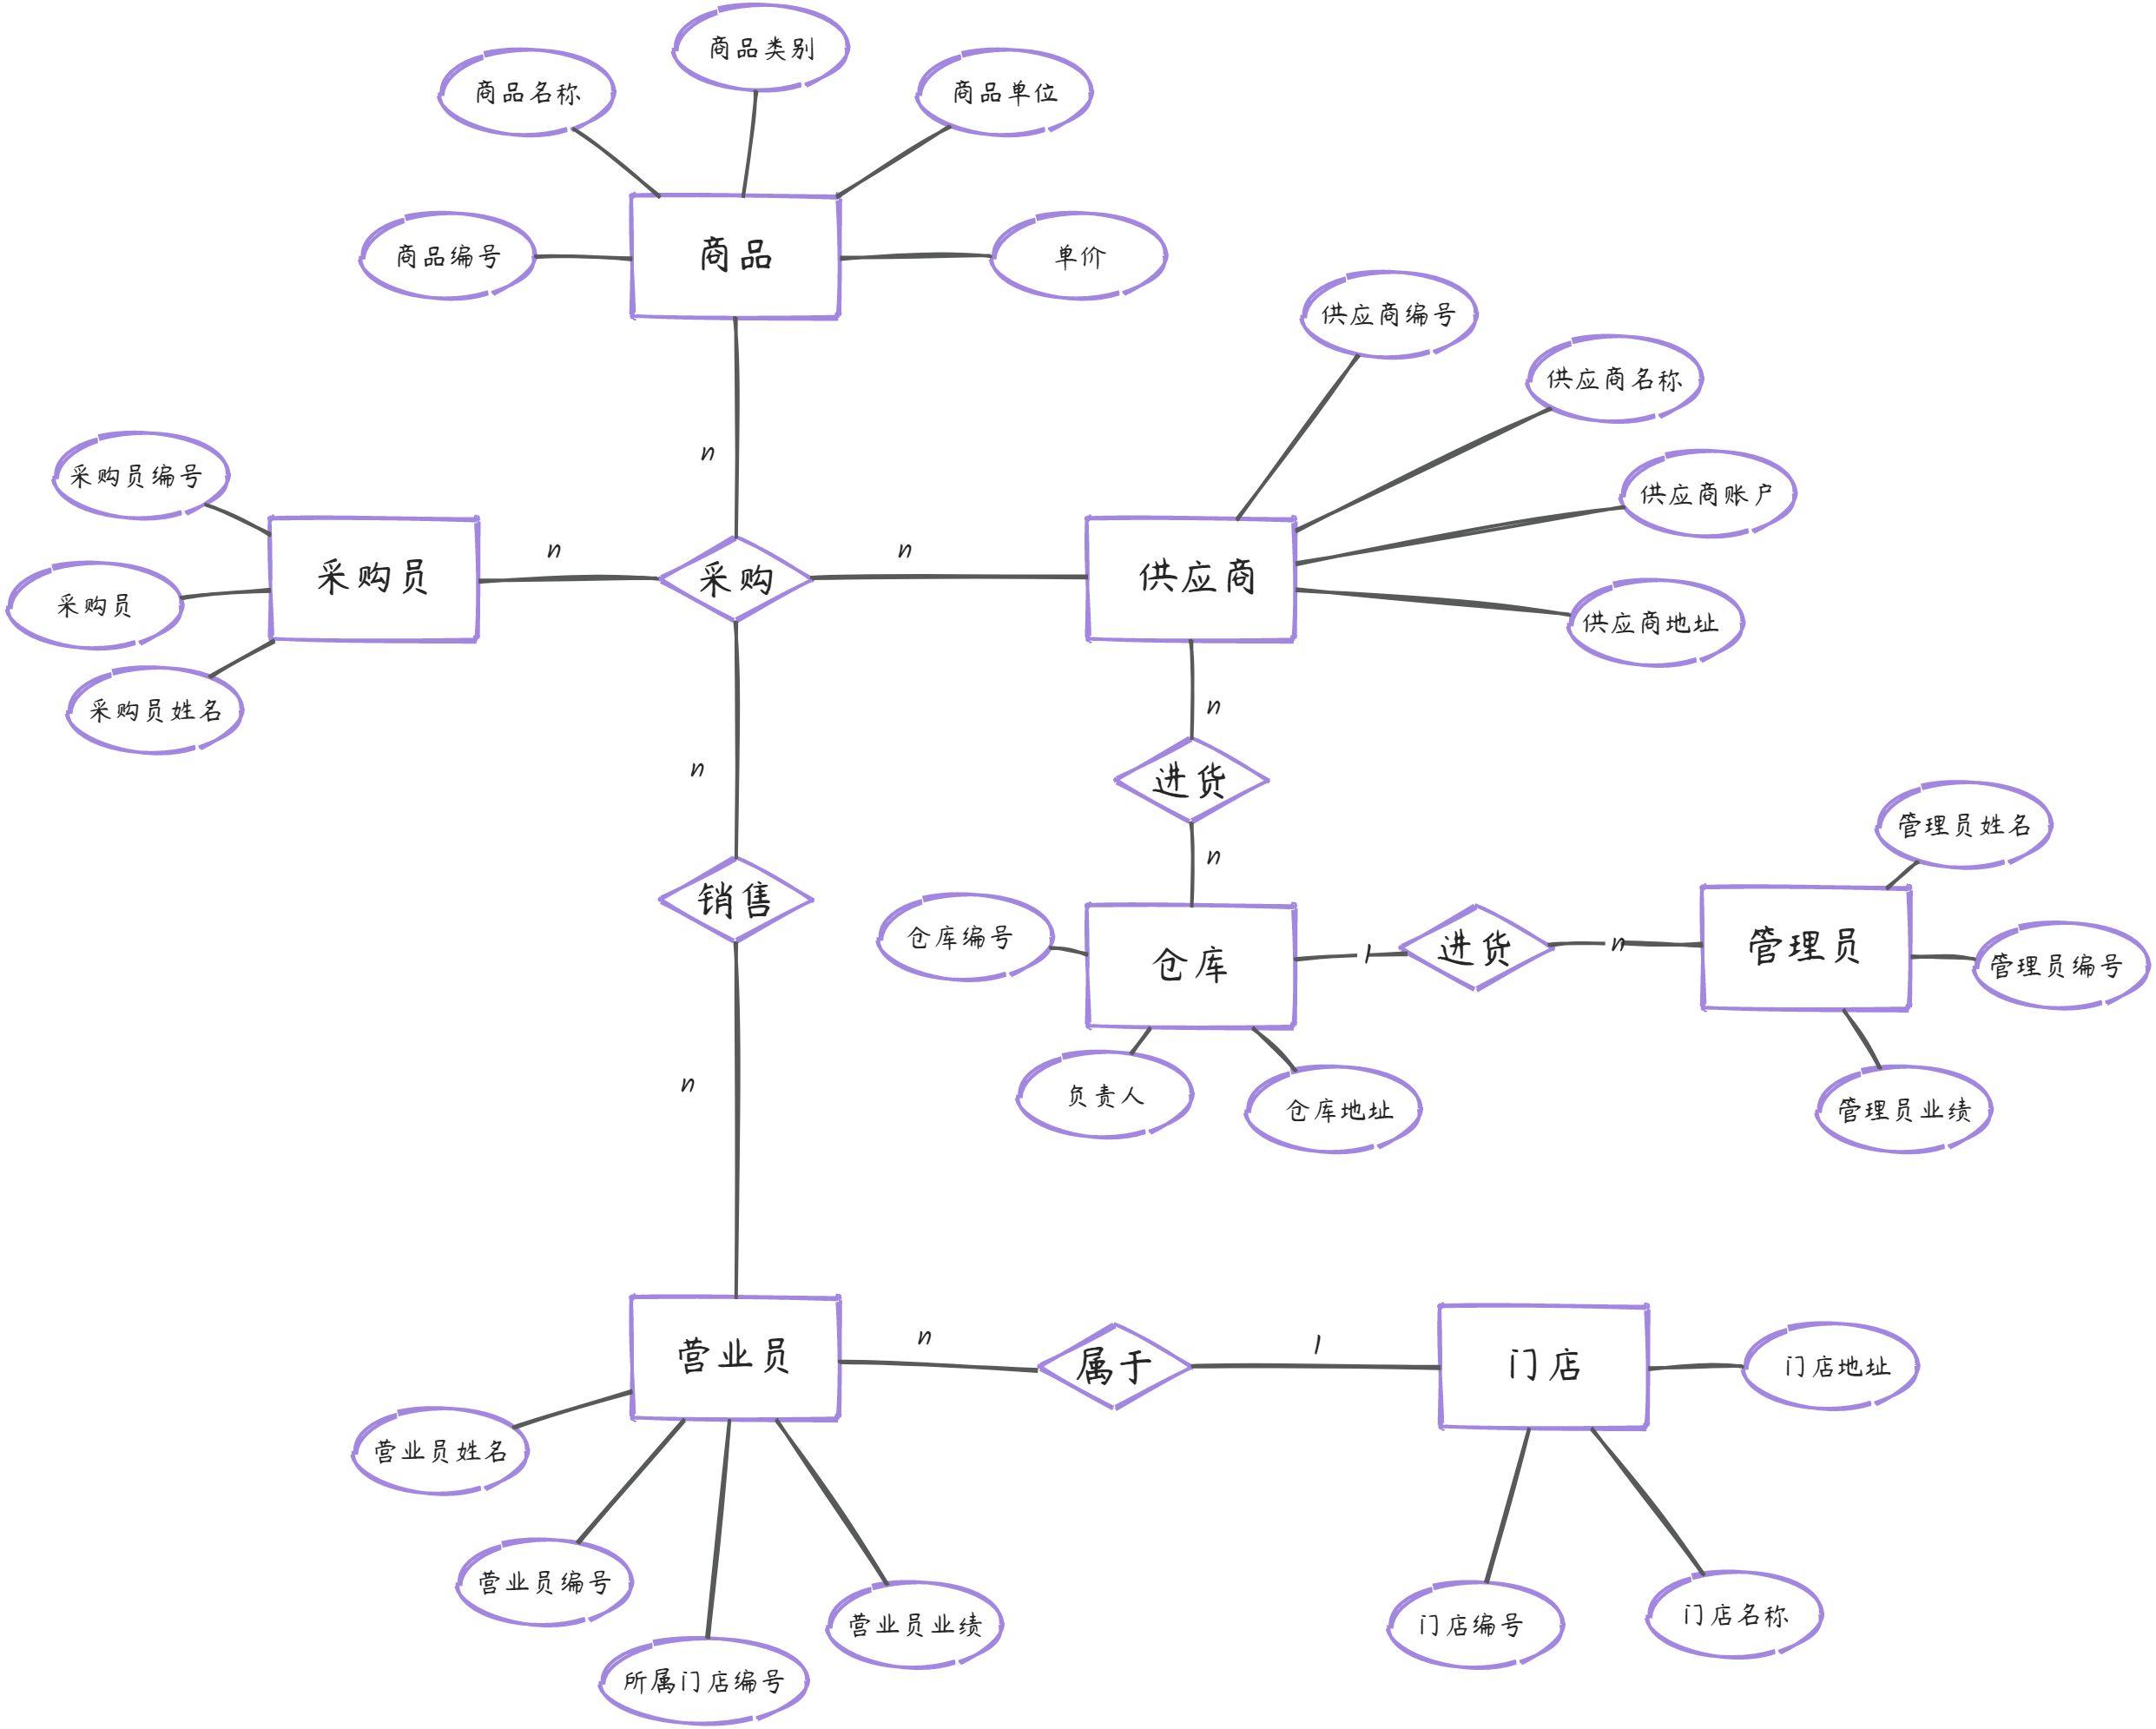 商品类别
商品名称
商品单位
商品
商品编号
单价
供应商编号
供应商名称
采购员编号
供应商账户
n
采购员
n
采购
n
供应商
采购员
供应商地址
采购员姓名
n
n
进货
n
管理员姓名
销售
仓库编号
仓库
1
进货
n
管理员
管理员编号
n
负责人
仓库地址
管理员业绩
营业员
n
属于
1
门店
门店地址
营业员姓名
营业员编号
营业员业绩
门店编号
门店名称
所属门店编号